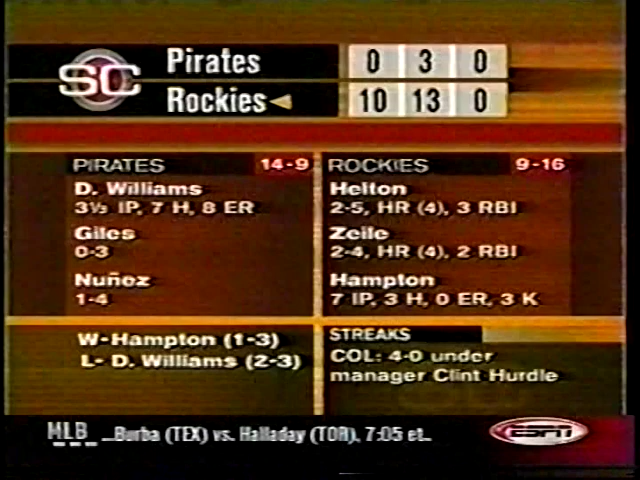 SC
Pirates 0 3 0
Rockies 10 13 0
PIRATES 14-9
D. Williams
3⅓ IP, 7 H, 8 ER
Giles
0-3
Nuñez
1-4
ROCKIES 9-16
Helton
2-5, HR (4), 3 RBI
Zeile
2-4, HR (4), 2 RBI
Hampton
7 IP, 3 H, 0 ER, 3 K
W-Hampton (1-3)
L- D. Williams (2-3)
STREAKS
COL: 4-0 under
manager Clint Hurdle
MLB ...Burba (TEX) vs. Halladay (TOR), 7:05 et..
ESPN